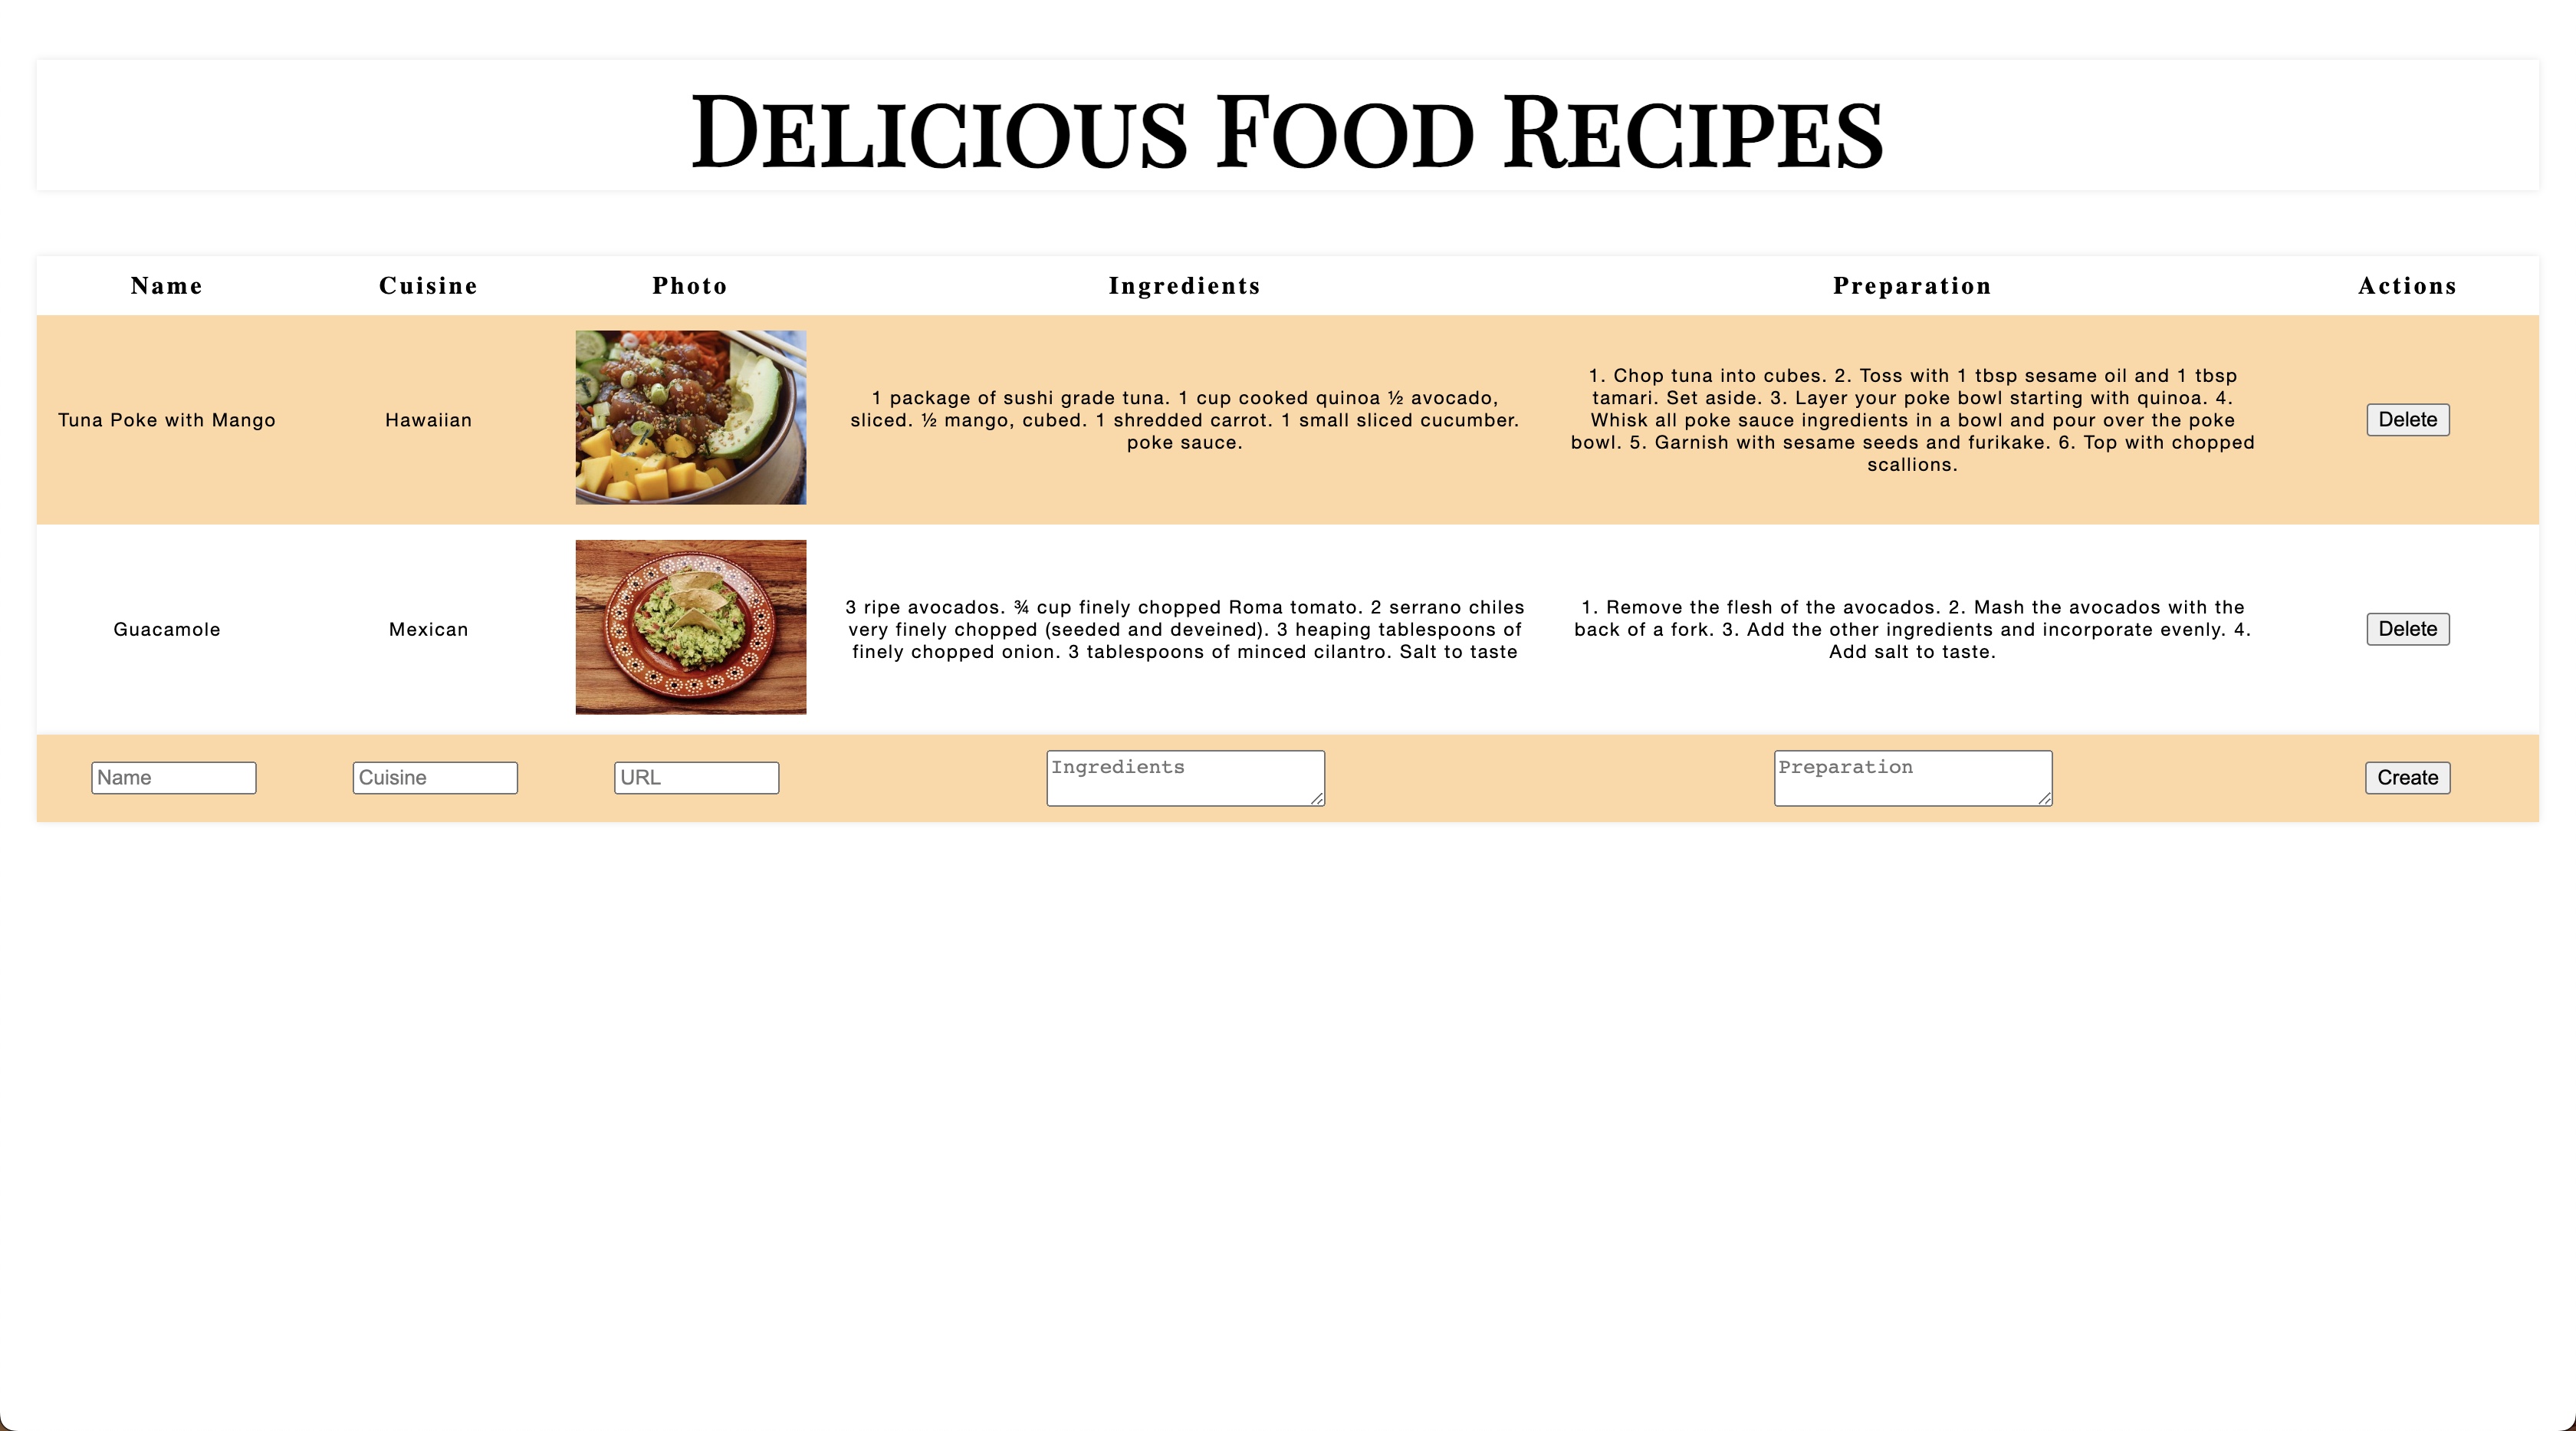 Delicious Food Recipes
Name Cuisine Photo Ingredients Preparation Actions
Tuna Poke with Mango
Hawaiian
1 package of sushi grade tuna. 1 cup cooked quinoa ½ avocado,
sliced. ½ mango, cubed. 1 shredded carrot. 1 small sliced cucumber.
poke sauce.
1. Chop tuna into cubes. 2. Toss with 1 tbsp sesame oil and 1 tbsp
tamari. Set aside. 3. Layer your poke bowl starting with quinoa. 4.
Whisk all poke sauce ingredients in a bowl and pour over the poke
bowl. 5. Garnish with sesame seeds and furikake. 6. Top with chopped
scallions.
Delete
Guacamole
Mexican
3 ripe avocados. ¾ cup finely chopped Roma tomato. 2 serrano chiles
very finely chopped (seeded and deveined). 3 heaping tablespoons of
finely chopped onion. 3 tablespoons of minced cilantro. Salt to taste
1. Remove the flesh of the avocados. 2. Mash the avocados with the
back of a fork. 3. Add the other ingredients and incorporate evenly. 4.
Add salt to taste.
Delete
Name Cuisine URL Ingredients Preparation Create